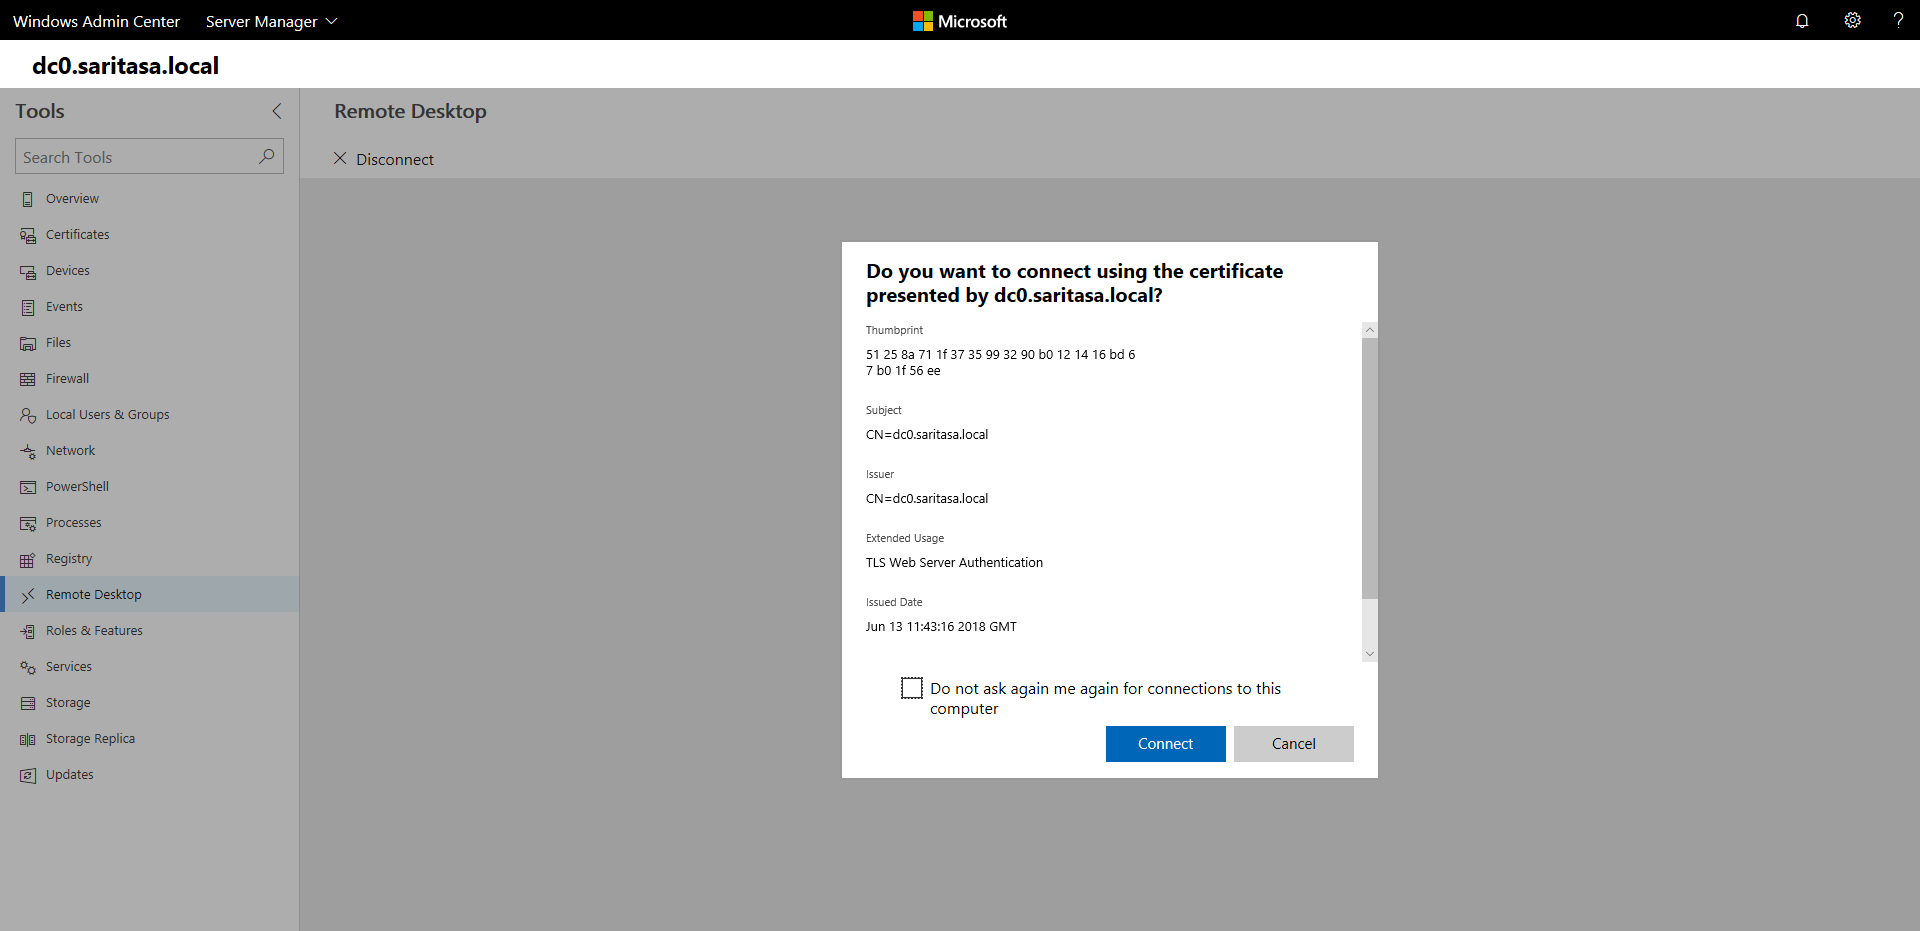 Windows Admin Center
Server Manager
Microsoft
?
dc0.saritasa.local
Tools
Search Tools
Overview
Certificates
Devices
Events
Files
Firewall
Local Users & Groups
Network
PowerShell
Processes
Registry
Remote Desktop
Roles & Features
Services
Storage
Storage Replica
Updates
Remote Desktop
Disconnect
Do you want to connect using the certificate
presented by dc0.saritasa.local?
Thumbprint
51 25 8a 71 1f 37 35 99 32 90 b0 12 14 16 bd 6
7 b0 1f 56 ee
Subject
CN=dc0.saritasa.local
Issuer
CN=dc0.saritasa.local
Extended Usage
TLS Web Server Authentication
Issued Date
Jun 13 11:43:16 2018 GMT
Do not ask again me again for connections to this
computer
Connect
Cancel